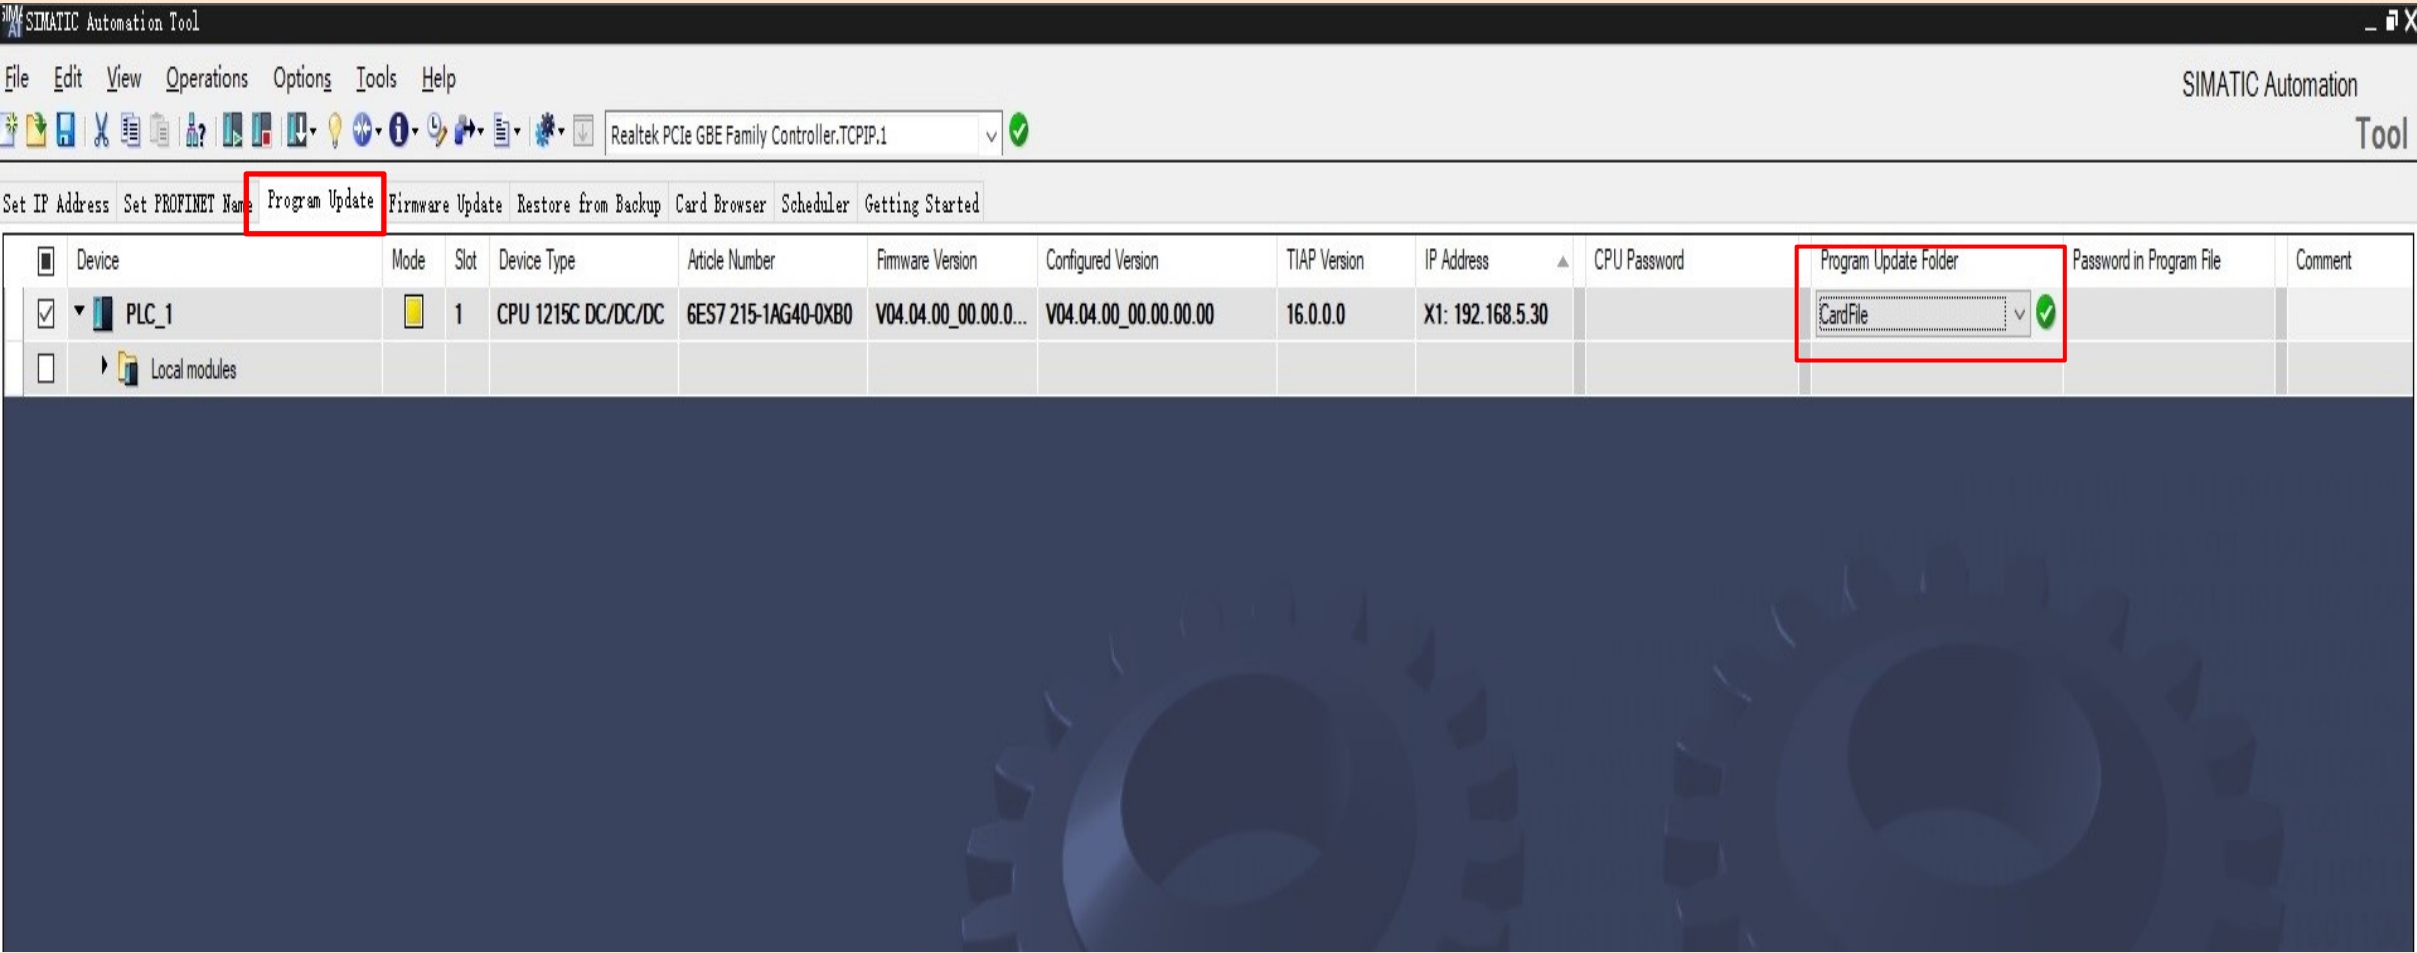 SIMATIC Automation Tool
File Edit View Operations Options Tools Help
SIMATIC Automation
Tool
Realtek PCIe GBE Family Controller.TCPIP.1
Set IP Address Set PROFINET Name Program Update Firmware Update Restore from Backup Card Browser Scheduler Getting Started
Device Mode Slot Device Type Article Number Firmware Version Configured Version TIAP Version IP Address CPU Password Program Update Folder Password in Program File Comment
PLC_1 1 CPU 1215C DC/DC/DC 6ES7 215-1AG40-0XB0 V04.04.00_00.00.0... V04.04.00_00.00.00.00 16.0.0.0 X1: 192.168.5.30 CardFile
Local modules